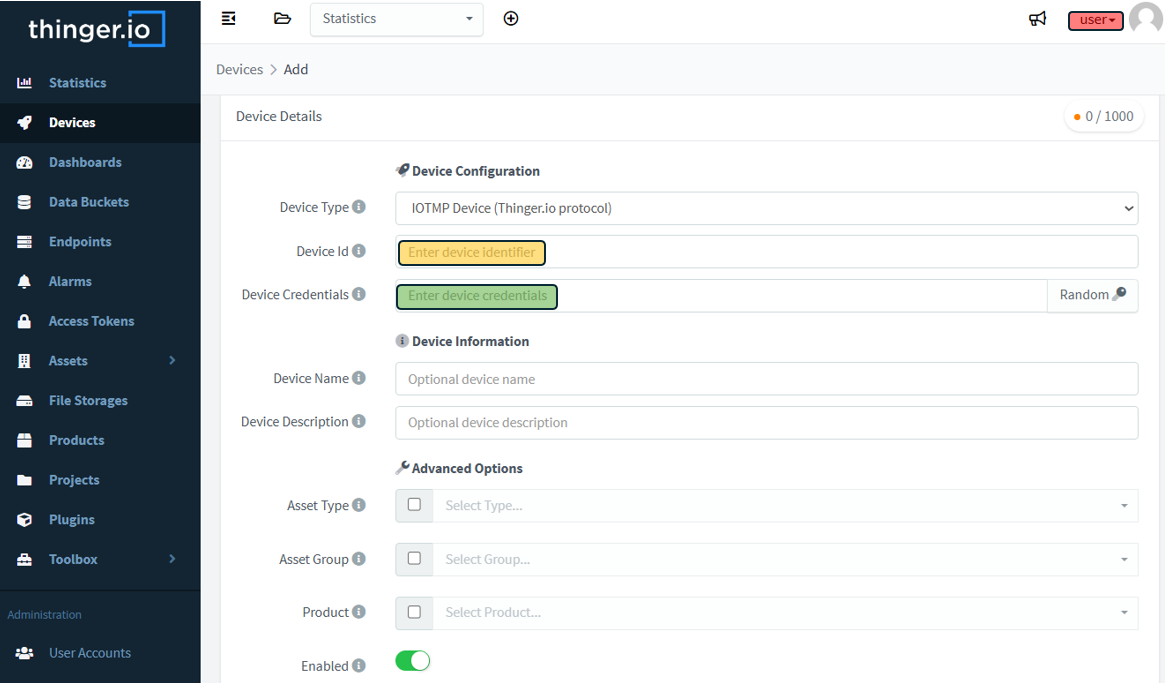 thinger.io
Statistics
Devices
Dashboards
Data Buckets
Endpoints
Alarms
Access Tokens
Assets
File Storages
Products
Projects
Plugins
Toolbox
Administration
User Accounts
Statistics
user
Devices > Add
Device Details
0 / 1000
Device Configuration
Device Type
IOTMP Device (Thinger.io protocol)
Device Id
Enter device identifier
Device Credentials
Enter device credentials
Random
Device Information
Device Name
Optional device name
Device Description
Optional device description
Advanced Options
Asset Type
Select Type...
Asset Group
Select Group...
Product
Select Product...
Enabled